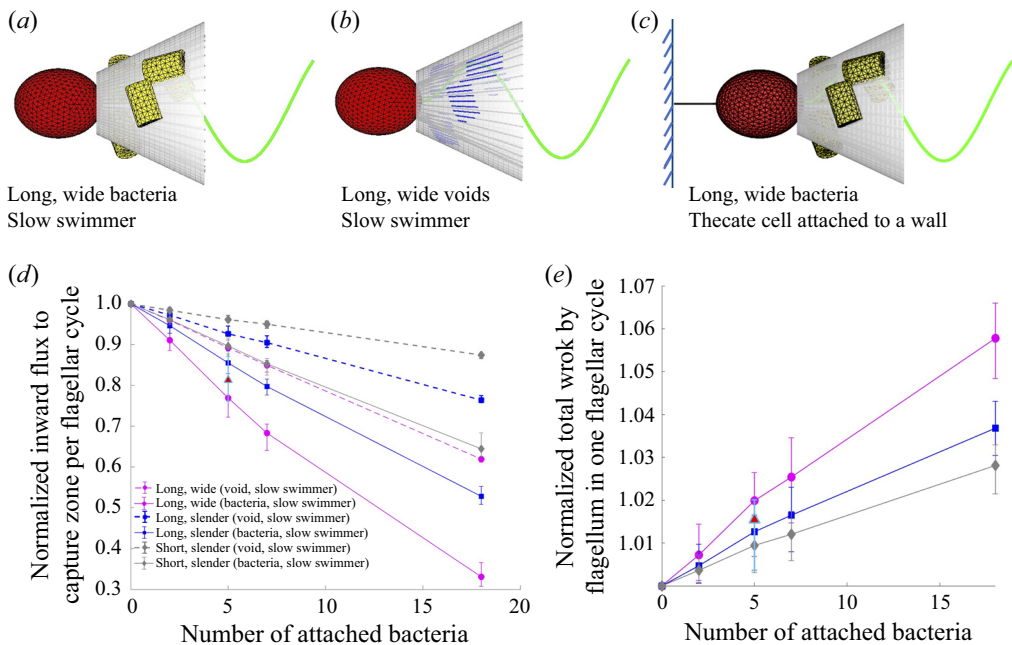 (a)
(b)
(c)
Long, wide bacteria
Slow swimmer
Long, wide voids
Slow swimmer
Long, wide bacteria
Thecate cell attached to a wall
(d)
Normalized inward flux to
capture zone per flagellar cycle
1.0
0.9
0.8
0.7
0.6
0.5
0.4
0.3
0
5
10
15
20
Number of attached bacteria
Long, wide (void, slow swimmer)
Long, wide (bacteria, slow swimmer)
Long, slender (void, slow swimmer)
Long, slender (bacteria, slow swimmer)
Short, slender (void, slow swimmer)
Short, slender (bacteria, slow swimmer)
(e)
Normalized total wrok by
flagellum in one flagellar cycle
1.07
1.06
1.05
1.04
1.03
1.02
1.01
0
5
10
15
Number of attached bacteria